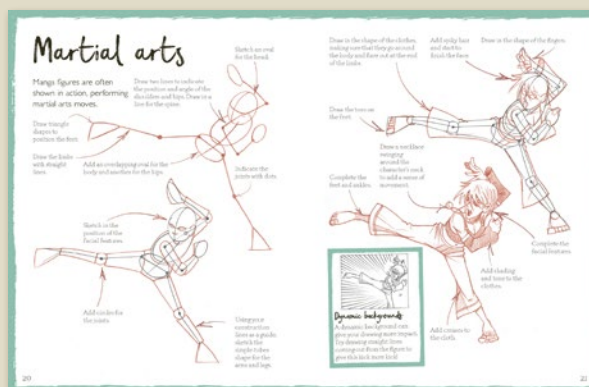 Martial arts
Manga figures are often
shown in action, performing
martial arts moves.
Sketch an oval
for the head.
Draw two lines to indicate
the position and angle of the
shoulders and hips. Draw in a
line for the spine.
Draw triangle
shapes to
position the feet.
Draw the limbs
with straight
lines.
Add an overlapping oval for the
body and another for the hips.
Indicate the
joints with dots.
Sketch in the
position of the
facial features.
Add circles for
the joints.
Using your
construction
lines as a guide,
sketch the
simple tubes
shape for the
arms and legs.
20
Draw in the shape of the clothes,
making sure that they go around
the body and flare out at the end
of the limbs.
Add spiky hair
and start to
finish the face.
Draw in the shape of the fingers.
Draw the toes on
the feet.
Draw a necklace
swinging
around the
character's neck
to add a sense of
movement.
Complete the
feet and ankles.
Complete the
facial features.
Add shading
and tone to the
clothes.
Add creases to
the cloth.
Dynamic backgrounds
A dynamic background can
give your drawing more impact.
Try drawing straight lines
coming out from the figure to
give this kick more kick!
21